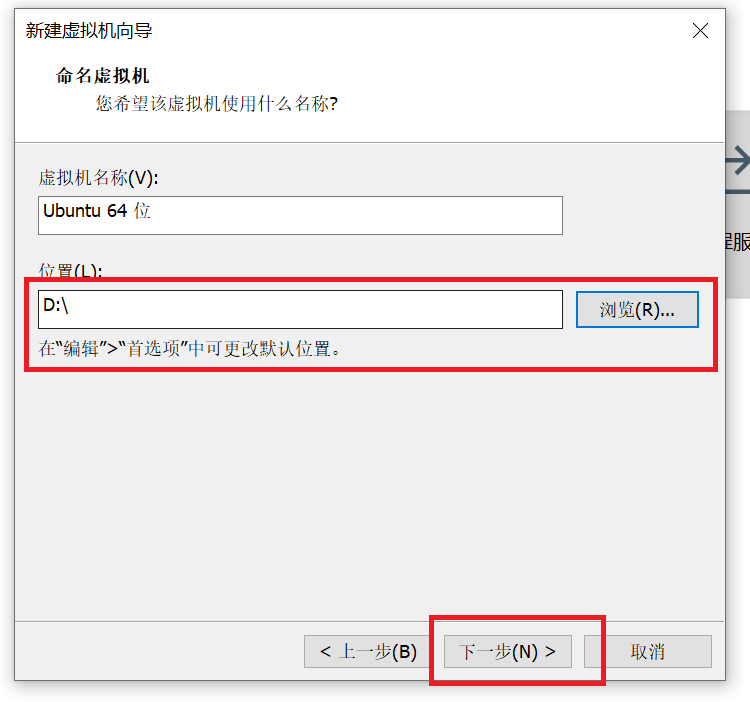 新建虚拟机向导
命名虚拟机
您希望该虚拟机使用什么名称?
虚拟机名称(V):
Ubuntu 64 位
位置(L):
D:\
浏览(R)...
在“编辑”>“首选项”中可更改默认位置。
< 上一步(B)
下一步(N) >
取消